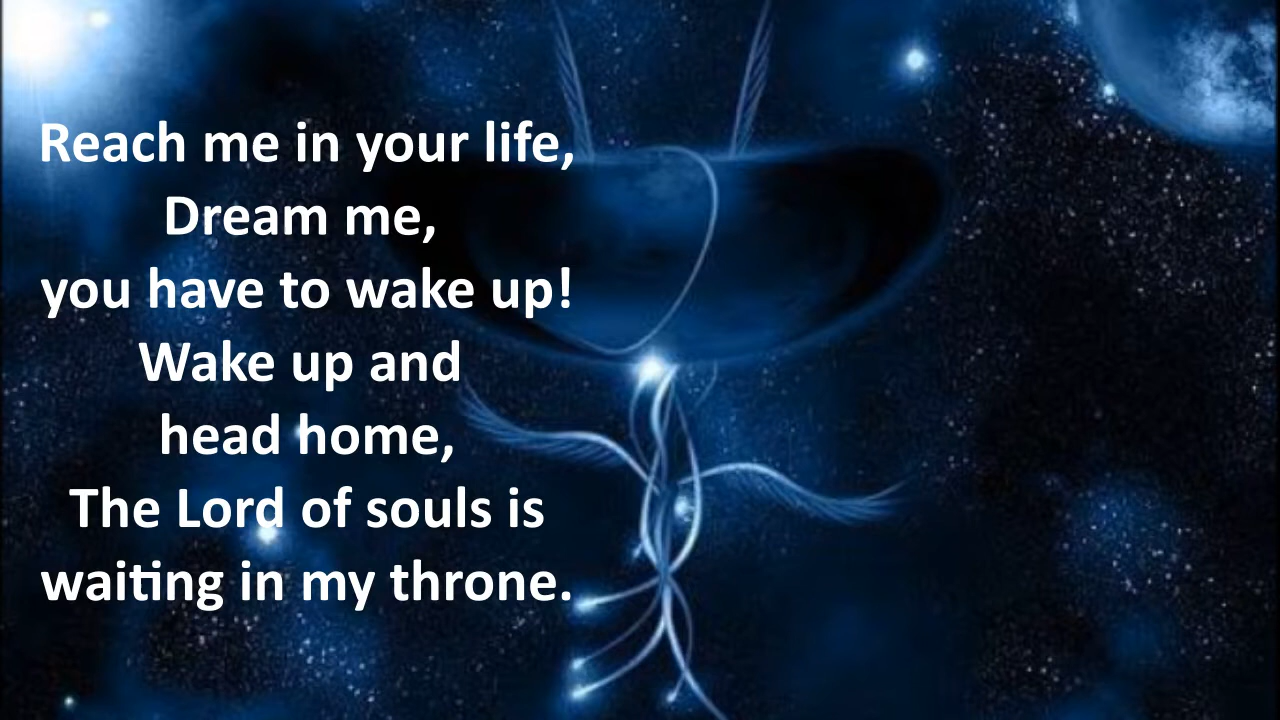 Reach me in your life,
Dream me,
you have to wake up!
Wake up and
head home,
The Lord of souls is
waiting in my throne.